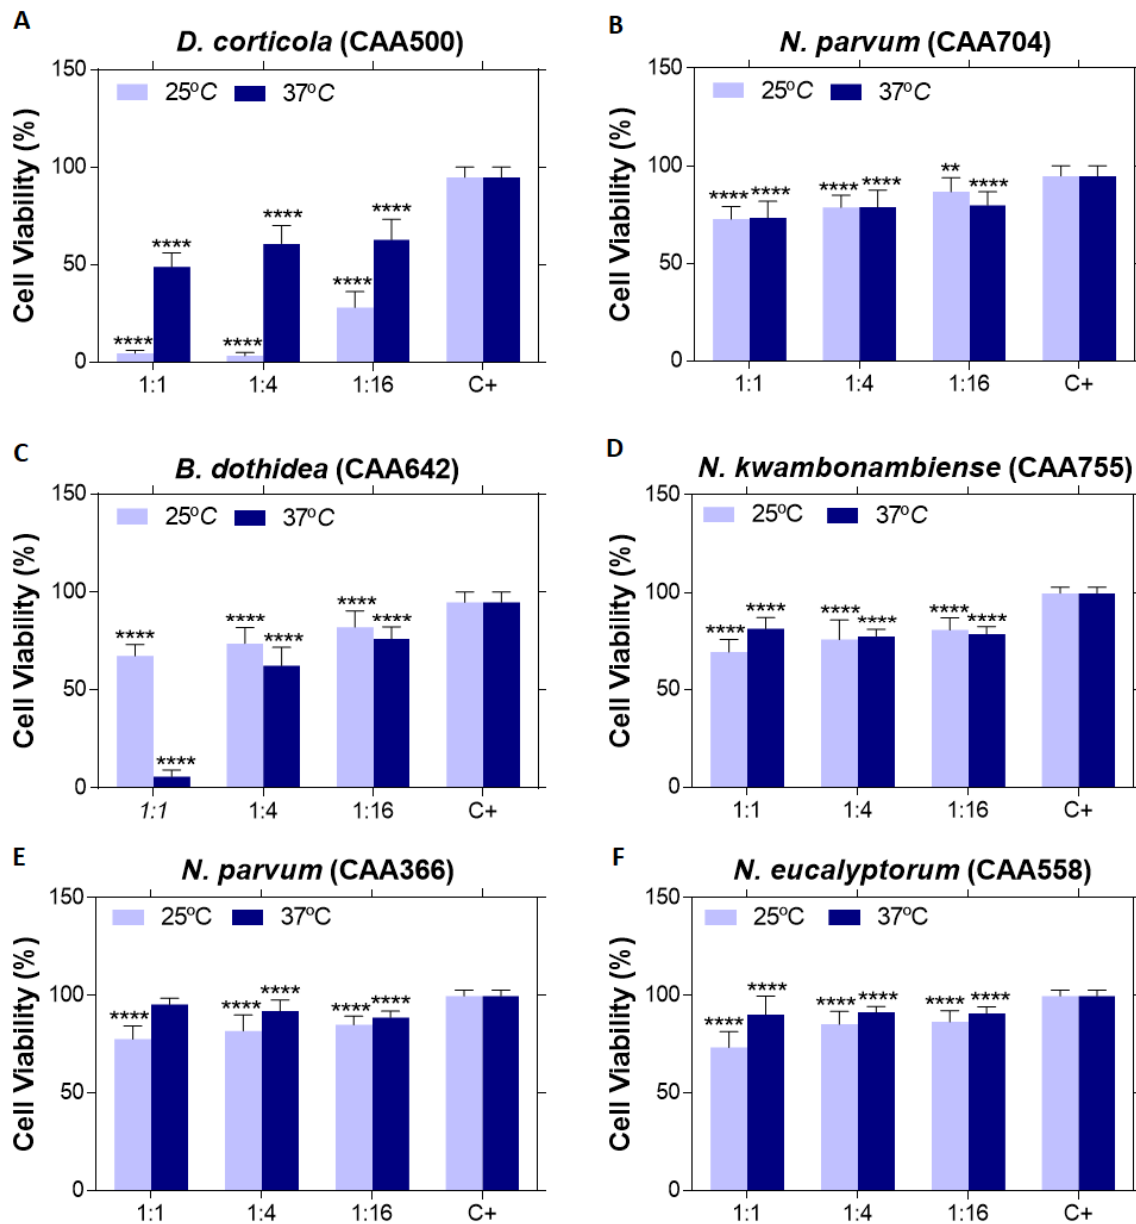 A
D. corticola (CAA500)
150
25ºC 37ºC
100
50
0
Cell Viability (%)
**** **** **** **** **** ****
1:1 1:4 1:16 C+
B
N. parvum (CAA704)
150
25ºC 37ºC
100
50
0
Cell Viability (%)
**** **** **** **** ** ****
1:1 1:4 1:16 C+
C
B. dothidea (CAA642)
150
25ºC 37ºC
100
50
0
Cell Viability (%)
**** **** **** **** **** ****
1:1 1:4 1:16 C+
D
N. kwambonambiense (CAA755)
150
25ºC 37ºC
100
50
0
Cell Viability (%)
**** **** **** **** **** ****
1:1 1:4 1:16 C+
E
N. parvum (CAA366)
150
25ºC 37ºC
100
50
0
Cell Viability (%)
**** **** **** **** ****
1:1 1:4 1:16 C+
F
N. eucalyptorum (CAA558)
150
25ºC 37ºC
100
50
0
Cell Viability (%)
**** **** **** **** **** ****
1:1 1:4 1:16 C+